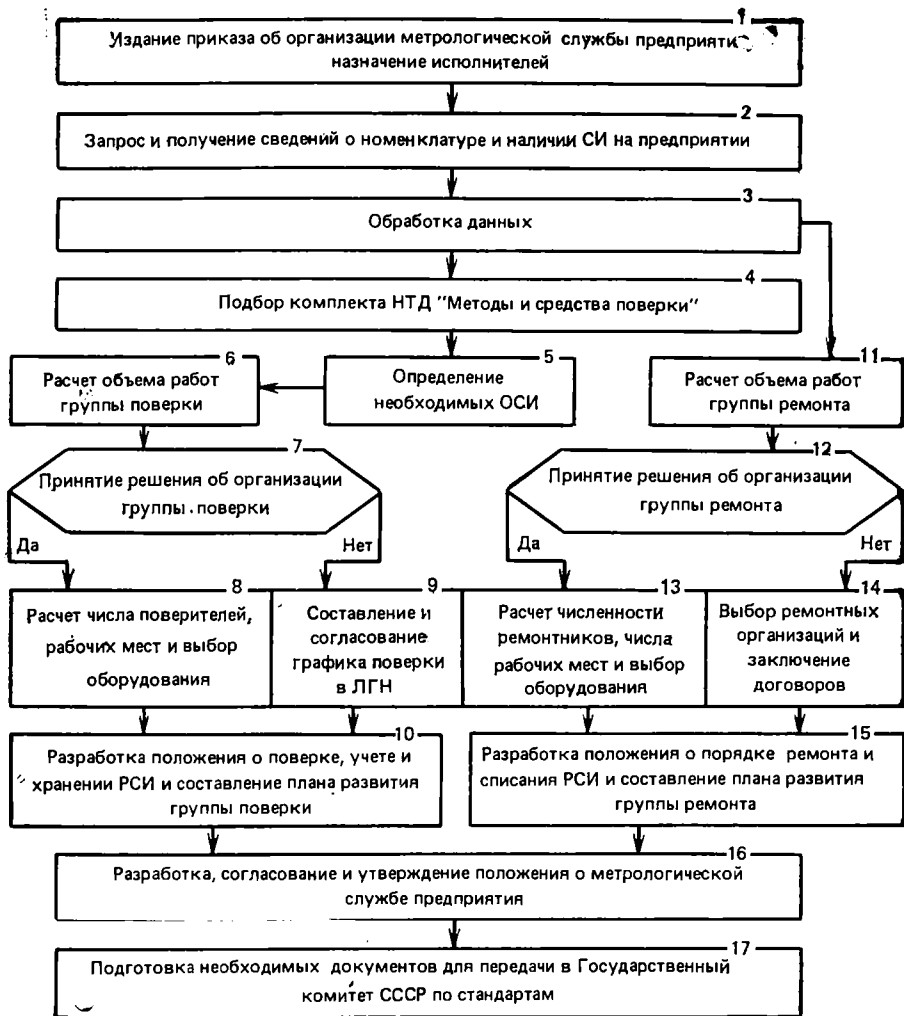 1
Издание приказа об организации метрологической службы
назначение исполнителей
2
Запрос и получение сведений о номенклатуре и наличии СИ на предприятии
3
Обработка данных
4
Подбор комплекта НТД "Методы и средства поверки"
6
Расчет объема работ
группы поверки
5
Определение
необходимых ОСИ
11
Расчет объема работ
группы ремонта
7
Принятие решения об организации
группы поверки
Да
Нет
12
Принятие решения об организации
группы ремонта
Да
Нет
8
Расчет числа поверителей,
рабочих мест и выбор
оборудования
9
Составление и
согласование
графика поверки
в ЛГН
13
Расчет численности
ремонтников, числа
рабочих мест и выбор
оборудования
14
Выбор ремонтных
организаций и
заключение
договоров
10
Разработка положения о поверке, учете и
хранении РСИ и составление плана развития
группы поверки
15
Разработка положения о порядке ремонта и
списания РСИ и составление плана развития
группы ремонта
16
Разработка, согласование и утверждение положения о метрологической
службе предприятия
17
Подготовка необходимых документов для передачи в Государственный
комитет СССР по стандартам